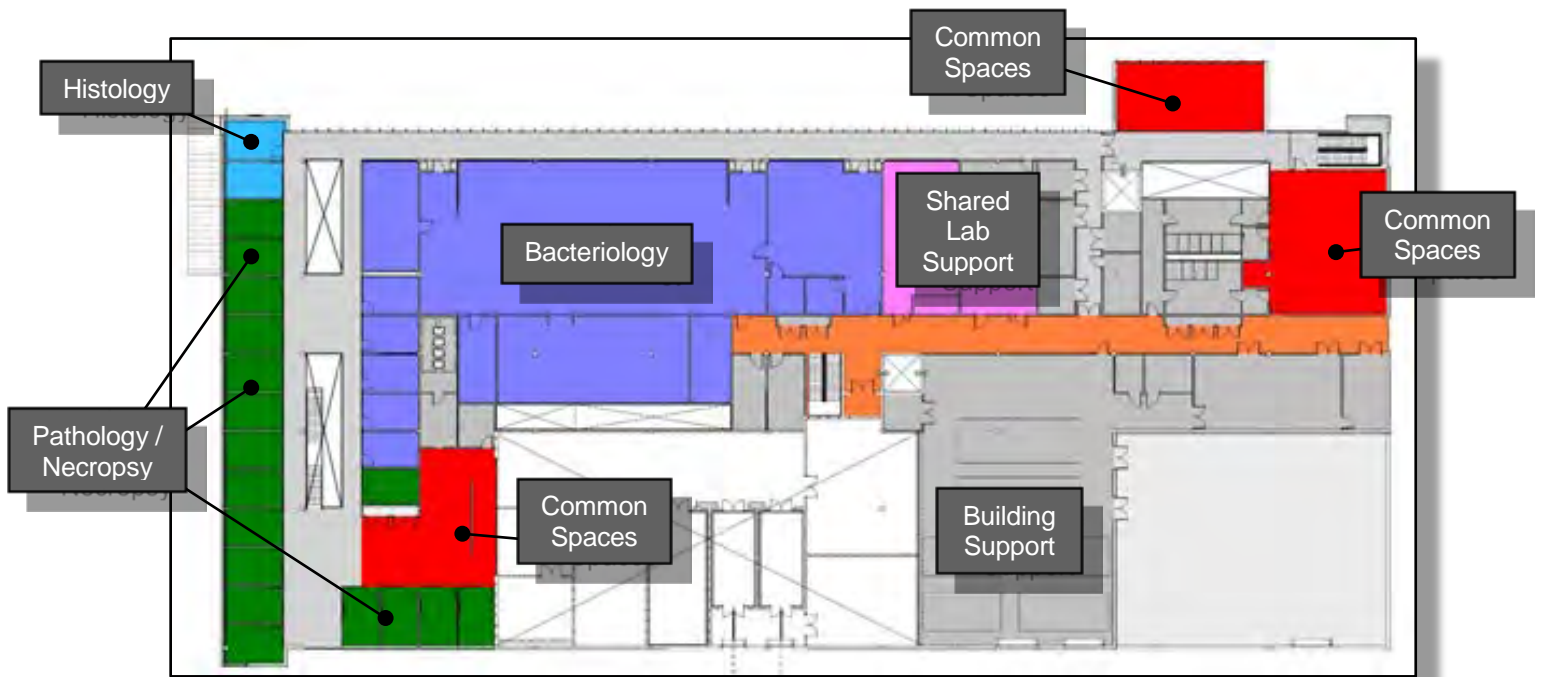 Common
Spaces
Histology
Shared
Lab
Support
Common
Spaces
Bacteriology
Pathology /
Necropsy
Common
Spaces
Building
Support